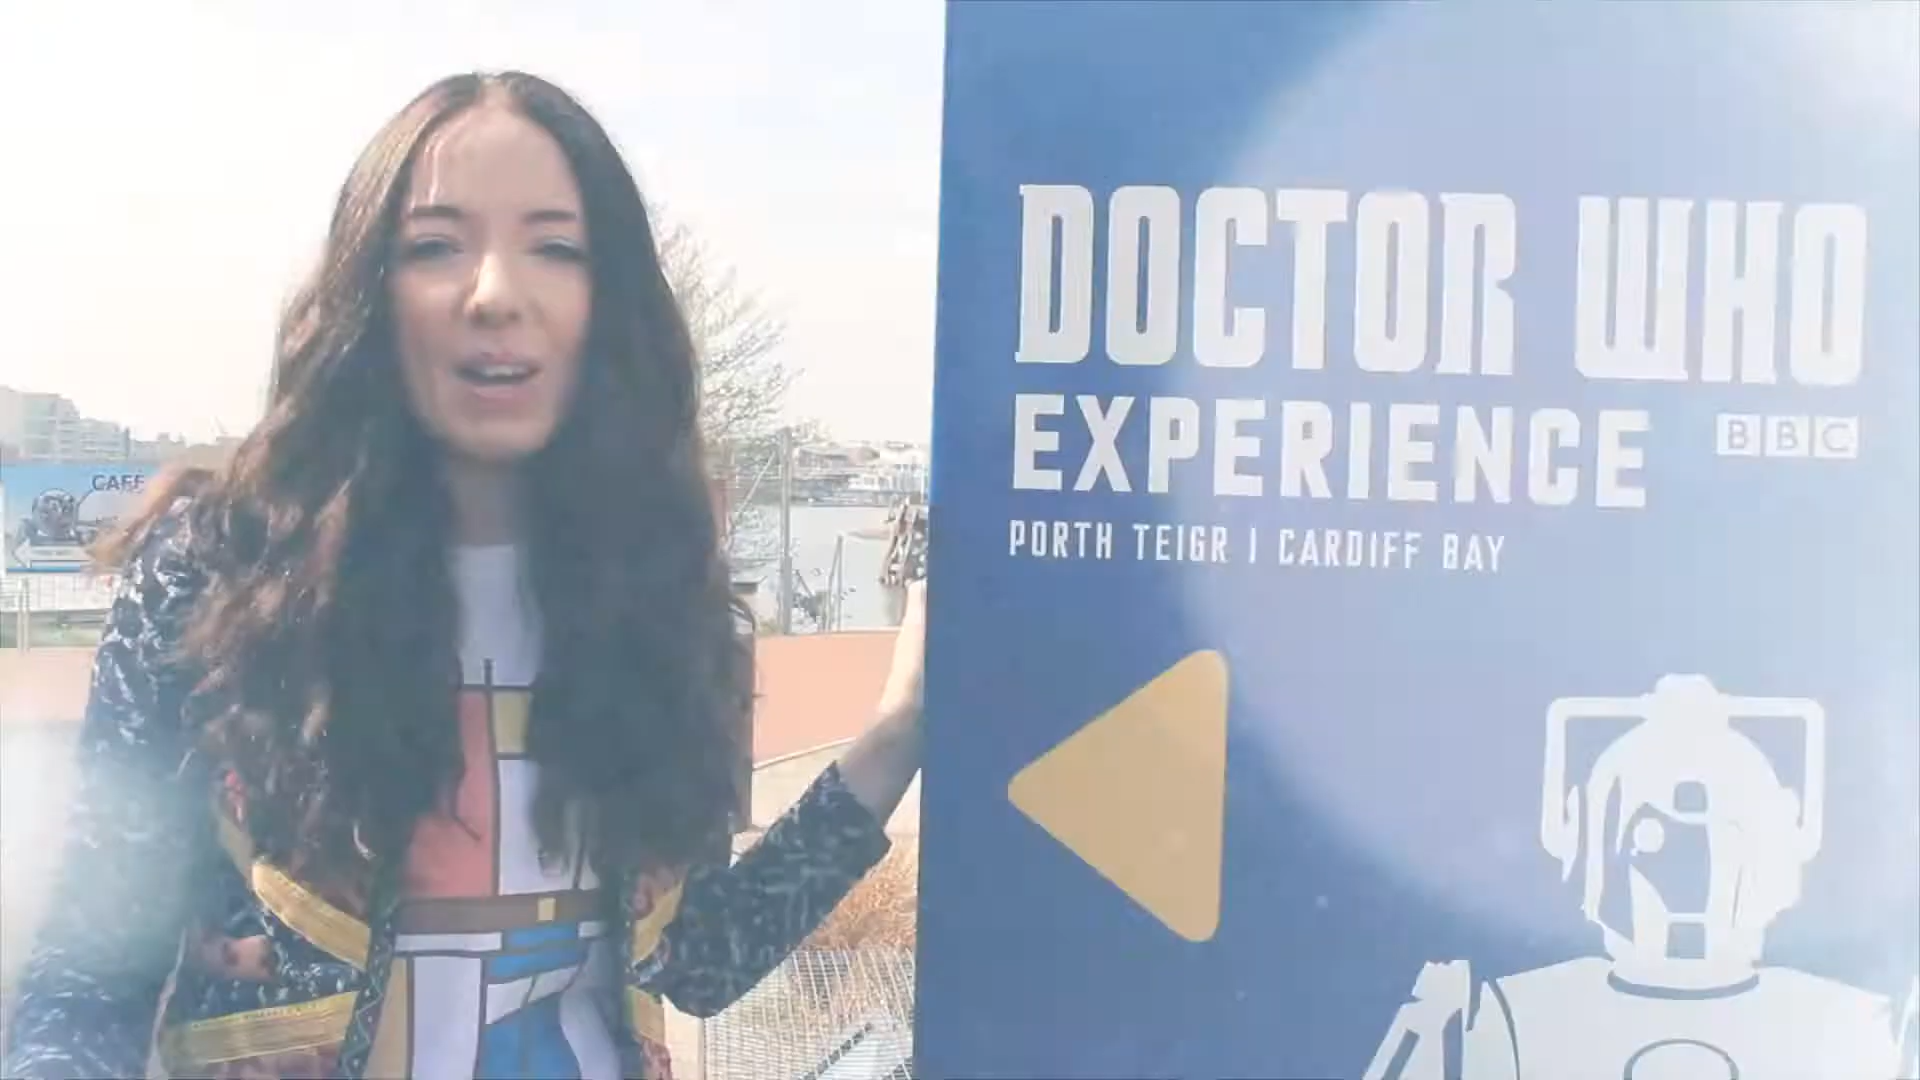 DOCTOR WHO
EXPERIENCE
BBC
PORTH TEIGR | CARDIFF BAY
CAFE